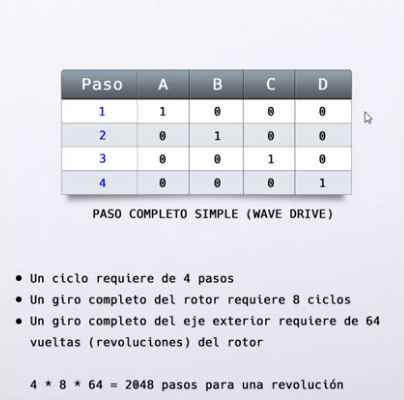 Paso A B C D
1 1 0 0 0
2 0 1 0 0
3 0 0 1 0
4 0 0 0 1
PASO COMPLETO SIMPLE (WAVE DRIVE)
• Un ciclo requiere de 4 pasos
• Un giro completo del rotor requiere 8 ciclos
• Un giro completo del eje exterior requiere de 64
vueltas (revoluciones) del rotor
4 * 8 * 64 = 2048 pasos para una revolución